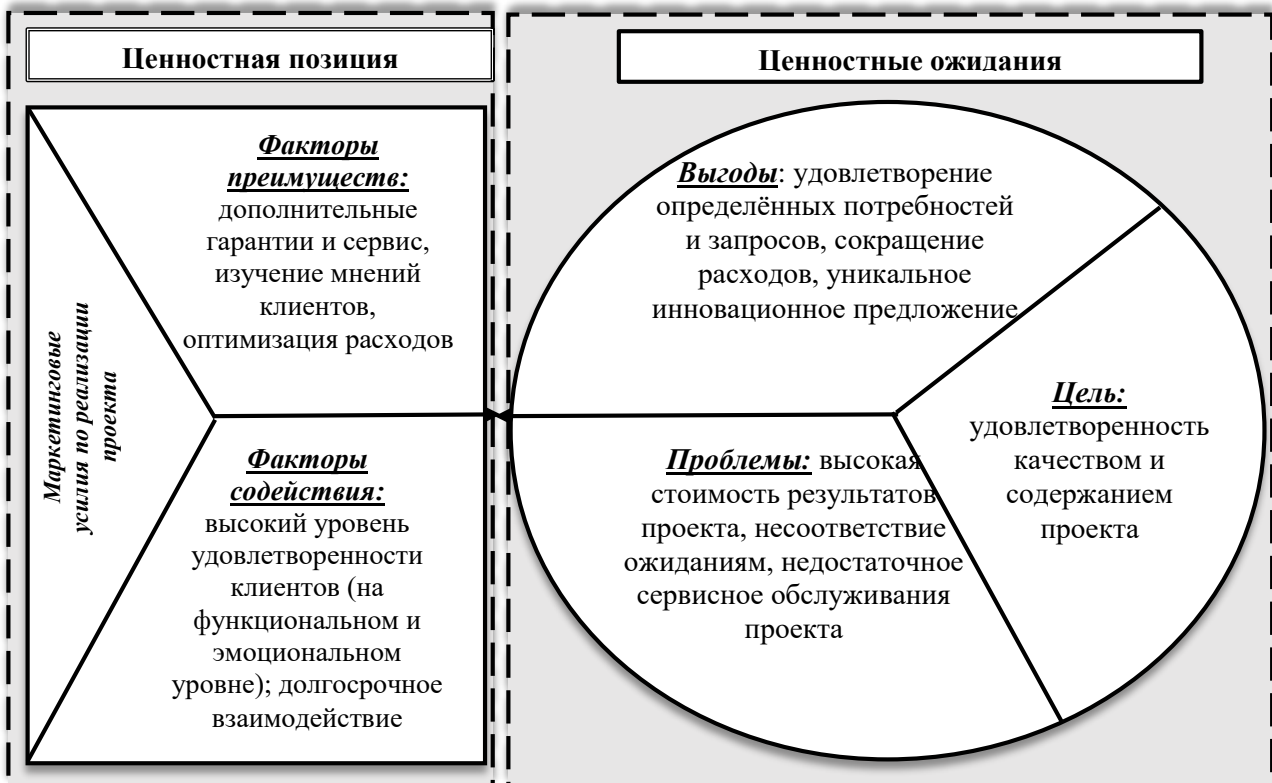 Ценностная позиция
Факторы
преимуществ:
дополнительные
гарантии и сервис,
изучение мнений
клиентов,
оптимизация расходов
Маркетинговые
усилия по реализации
проекта
Факторы
содействия:
высокий уровень
удовлетворенности
клиентов (на
функциональном и
эмоциональном
уровне); долгосрочное
взаимодействие
Ценностные ожидания
Выгоды: удовлетворение
определённых потребностей
и запросов, сокращение
расходов, уникальное
инновационное предложение
Цель:
удовлетворенность
качеством и
содержанием
проекта
Проблемы: высокая
стоимость результатов
проекта, несоответствие
ожиданиям, недостаточное
сервисное обслуживания
проекта